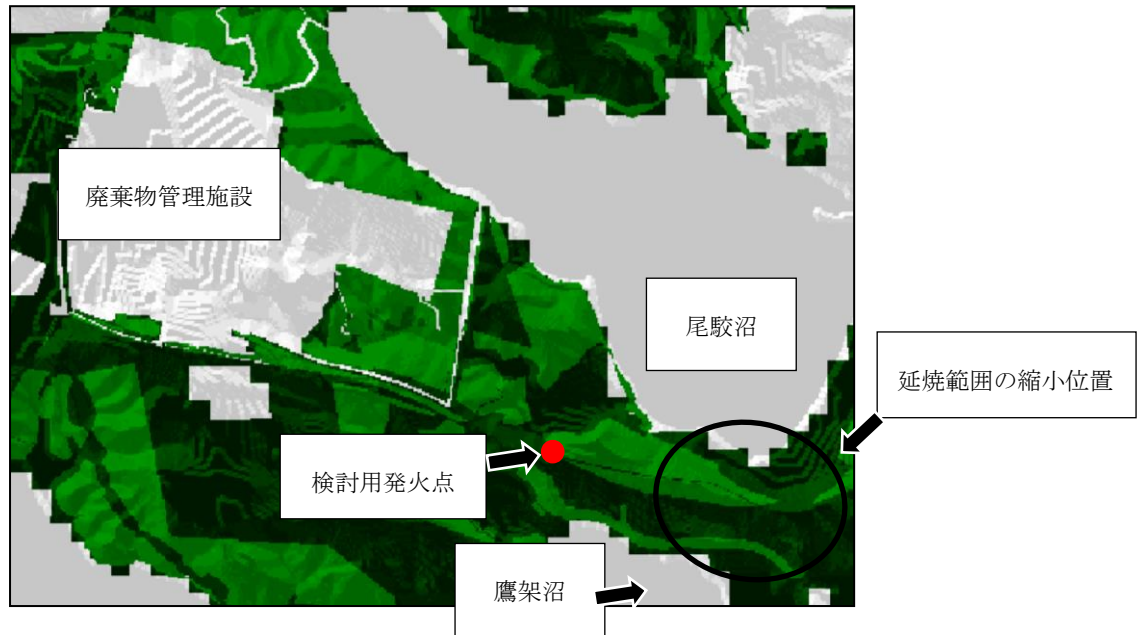 廃棄物管理施設
尾駮沼
延焼範囲の縮小位置
検討用発火点
鷹架沼